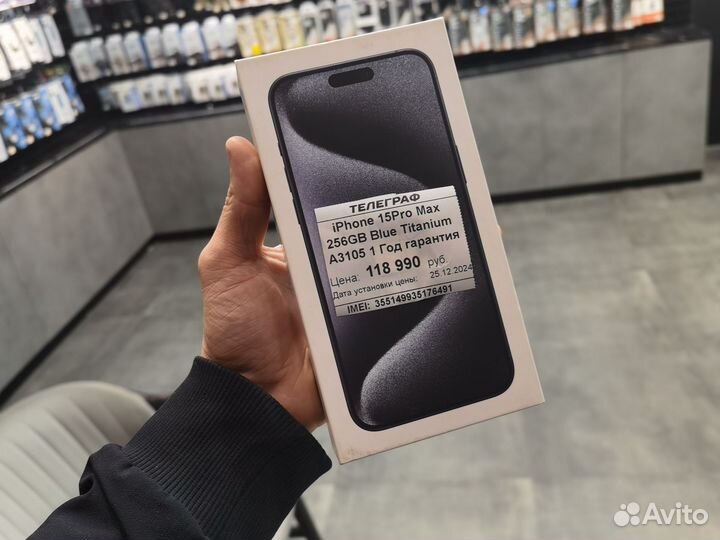 ТЕЛЕГРАФ
iPhone 15Pro Max
256GB Blue Titanium
A3105 1 Год гарантия
Цена: 118 990 руб.
Дата установки цены: 25.12.2024
IMEI: 355149935176491
Avito